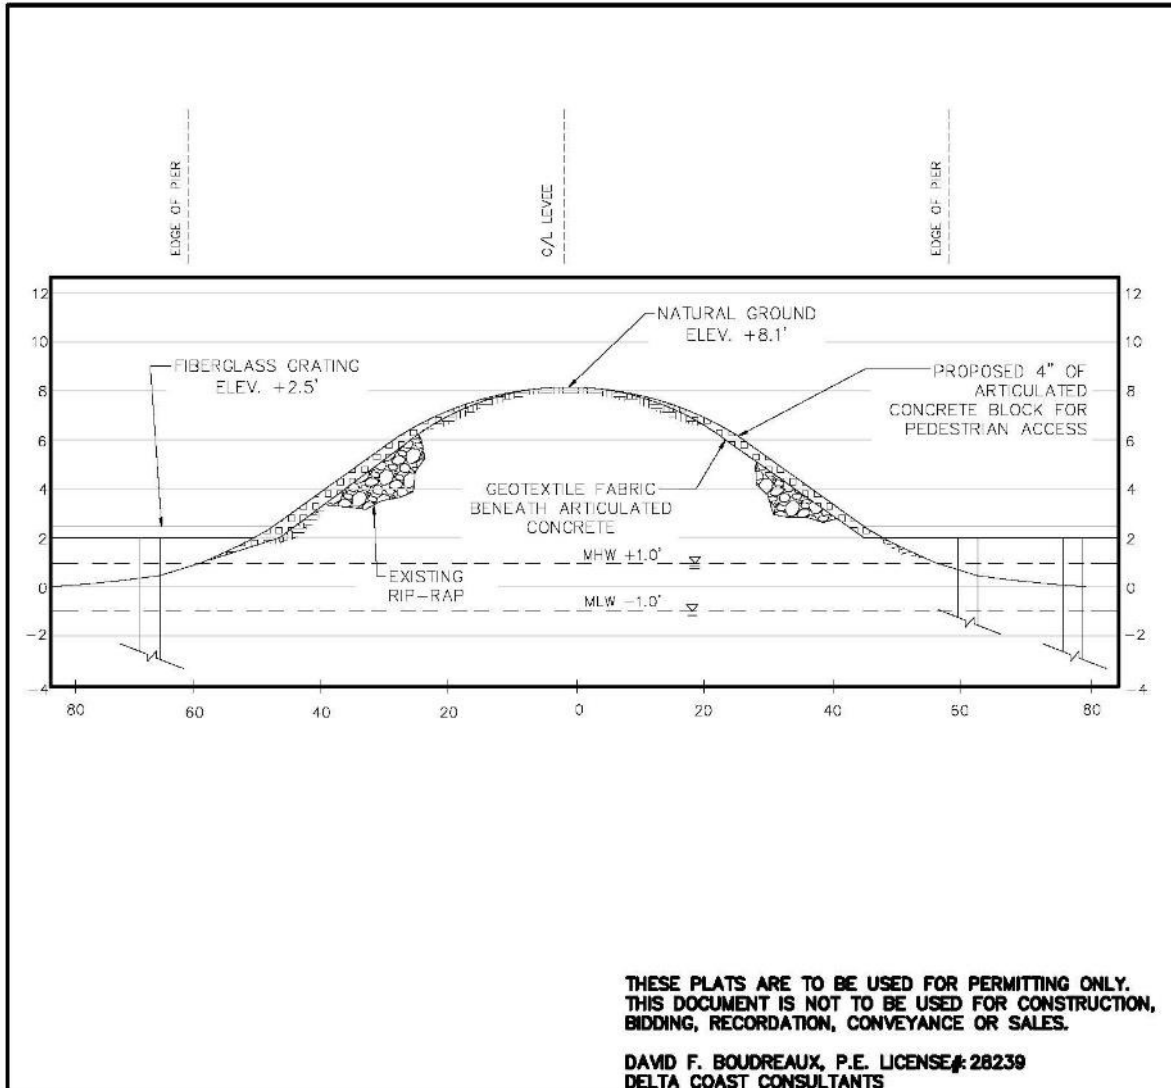 EDGE OF PIER
C/L LEVEE
EDGE OF PIER
12
12
NATURAL GROUND
ELEV. +8.1'
10
10
FIBERGLASS GRATING
ELEV. +2.5'
PROPOSED 4" OF
ARTICULATED
CONCRETE BLOCK FOR
PEDESTRIAN ACCESS
8
8
6
6
GEOTEXTILE FABRIC
BENEATH ARTICULATED
CONCRETE
4
4
2
2
MHW +1.0'
EXISTING
RIP-RAP
0
0
MLW -1.0'
-2
-2
-4
-4
80
60
40
20
0
20
40
60
80
THESE PLATS ARE TO BE USED FOR PERMITTING ONLY.
THIS DOCUMENT IS NOT TO BE USED FOR CONSTRUCTION,
BIDDING, RECORDATION, CONVEYANCE OR SALES.
DAVID F. BOUDREAUX, P.E. LICENSE#: 28239
DELTA COAST CONSULTANTS